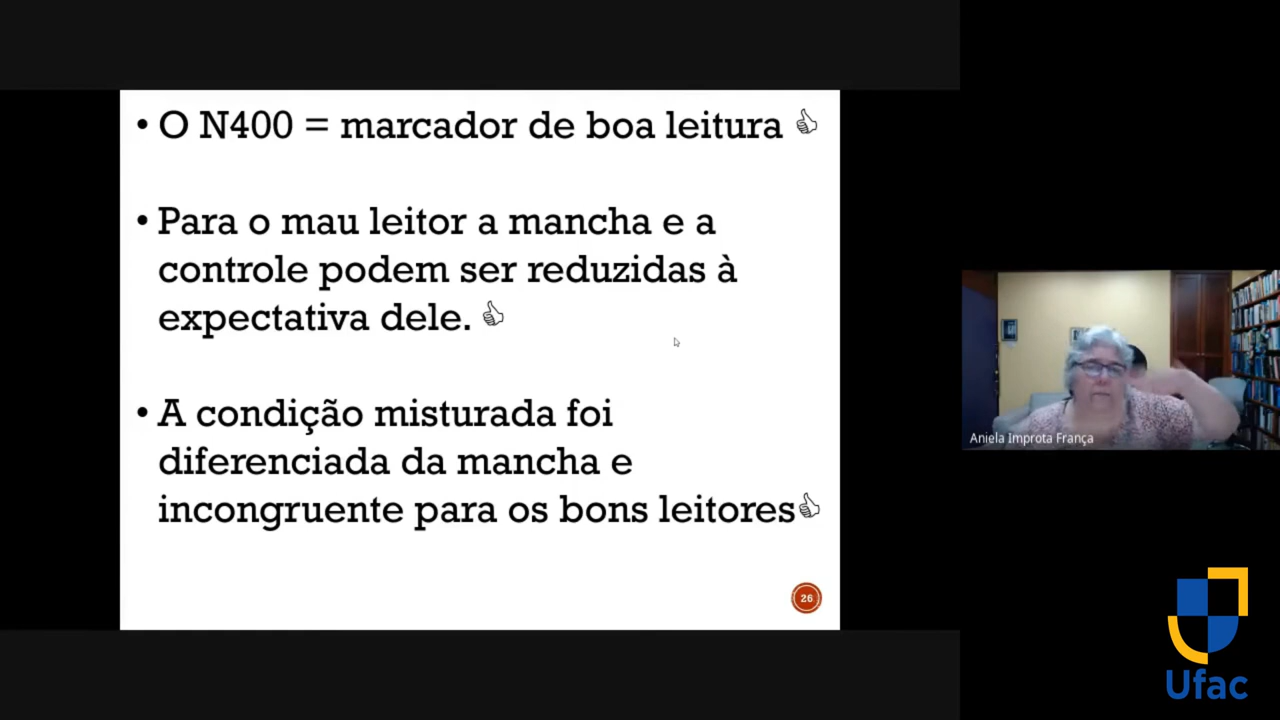 • O N400 = marcador de boa leitura 👍
• Para o mau leitor a mancha e a
controle podem ser reduzidas à
expectativa dele. 👍
• A condição misturada foi
diferenciada da mancha e
incongruente para os bons leitores👍
26
Aniela Improta França
Ufac